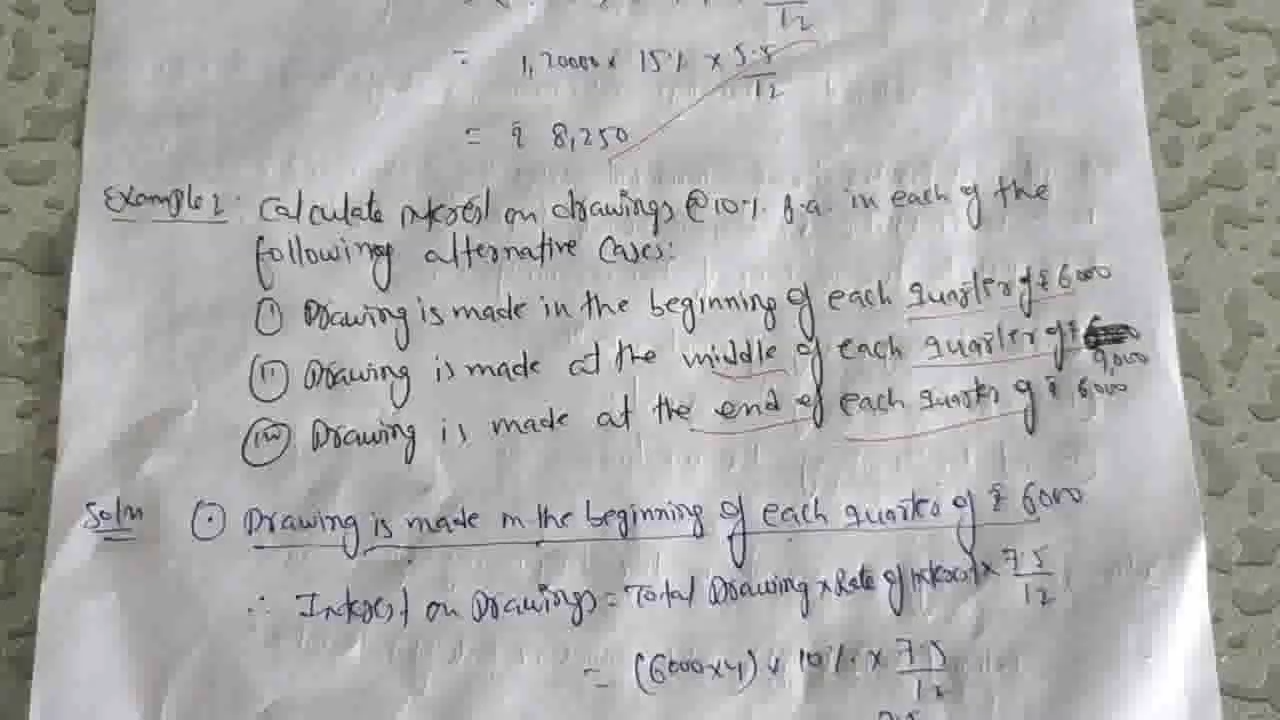 12
= 1,20000 x 15% x 5.5
12
= ₹ 8,250
Example 2: Calculate interest on drawings @10% p.a. in each of the
following alternative Cases:
(i) Drawing is made in the beginning of each quarter of ₹ 6000
(ii) Drawing is made at the middle of each quarter of ₹
9,000
(iii) Drawing is made at the end of each quarter of ₹ 6000
Soln (i) Drawing is made in the beginning of each quarter of ₹ 6000
∴ Interest on Drawings = Total Drawing x Rate of interest x 7.5
12
= (6000x4) x 10% x 7.5
12